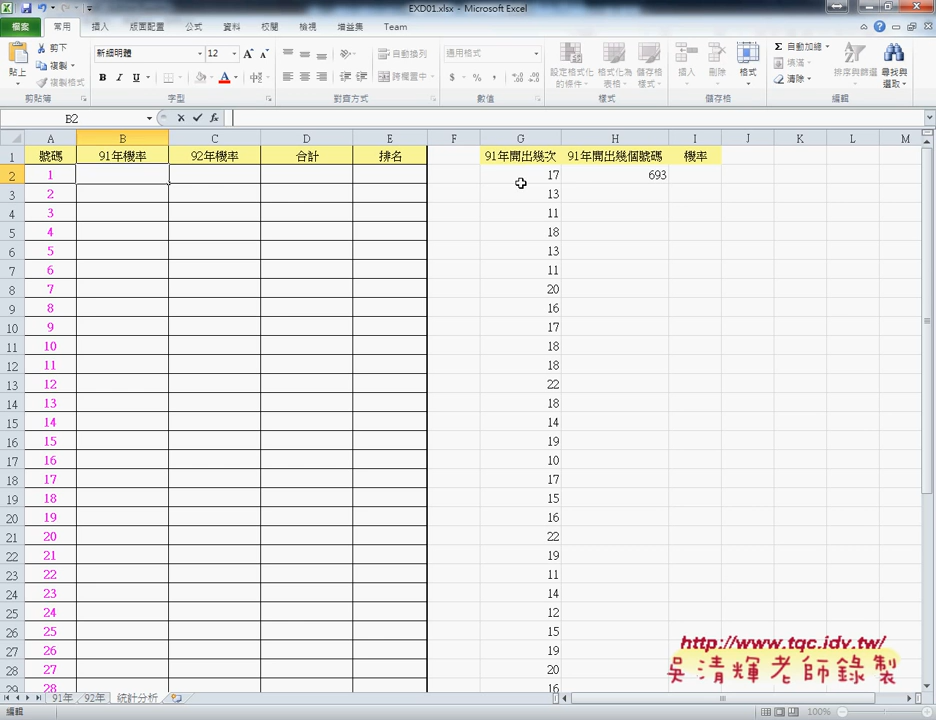 EXD01.xlsx - Microsoft Excel
檔案 常用 插入 版面配置 公式 資料 校閱 檢視 增益集 Team
貼上 剪下 複製 複製格式 剪貼簿
新細明體 12 B I U A 字型
自動換列 跨欄置中 對齊方式
通用格式 $ % , 數值
設定格式化的條件 格式化為表格 儲存格樣式 樣式
插入 刪除 格式 儲存格
Σ 自動加總 填滿 清除 排序與篩選 尋找與選取 編輯
B2 fx
A B C D E F G H I J K L M
1 號碼 91年機率 92年機率 合計 排名 91年開出幾次 91年開出幾個號碼 機率
2 1 17 693
3 2 13
4 3 11
5 4 18
6 5 13
7 6 11
8 7 20
9 8 16
10 9 17
11 10 18
12 11 18
13 12 22
14 13 18
15 14 14
16 15 19
17 16 10
18 17 17
19 18 15
20 19 16
21 20 22
22 21 19
23 22 11
24 23 14
25 24 12
26 25 15
27 26 19
28 27 20
29 28 16
http://www.tqc.idv.tw/
吳清輝老師錄製
91年 92年 統計分析
編輯 100%